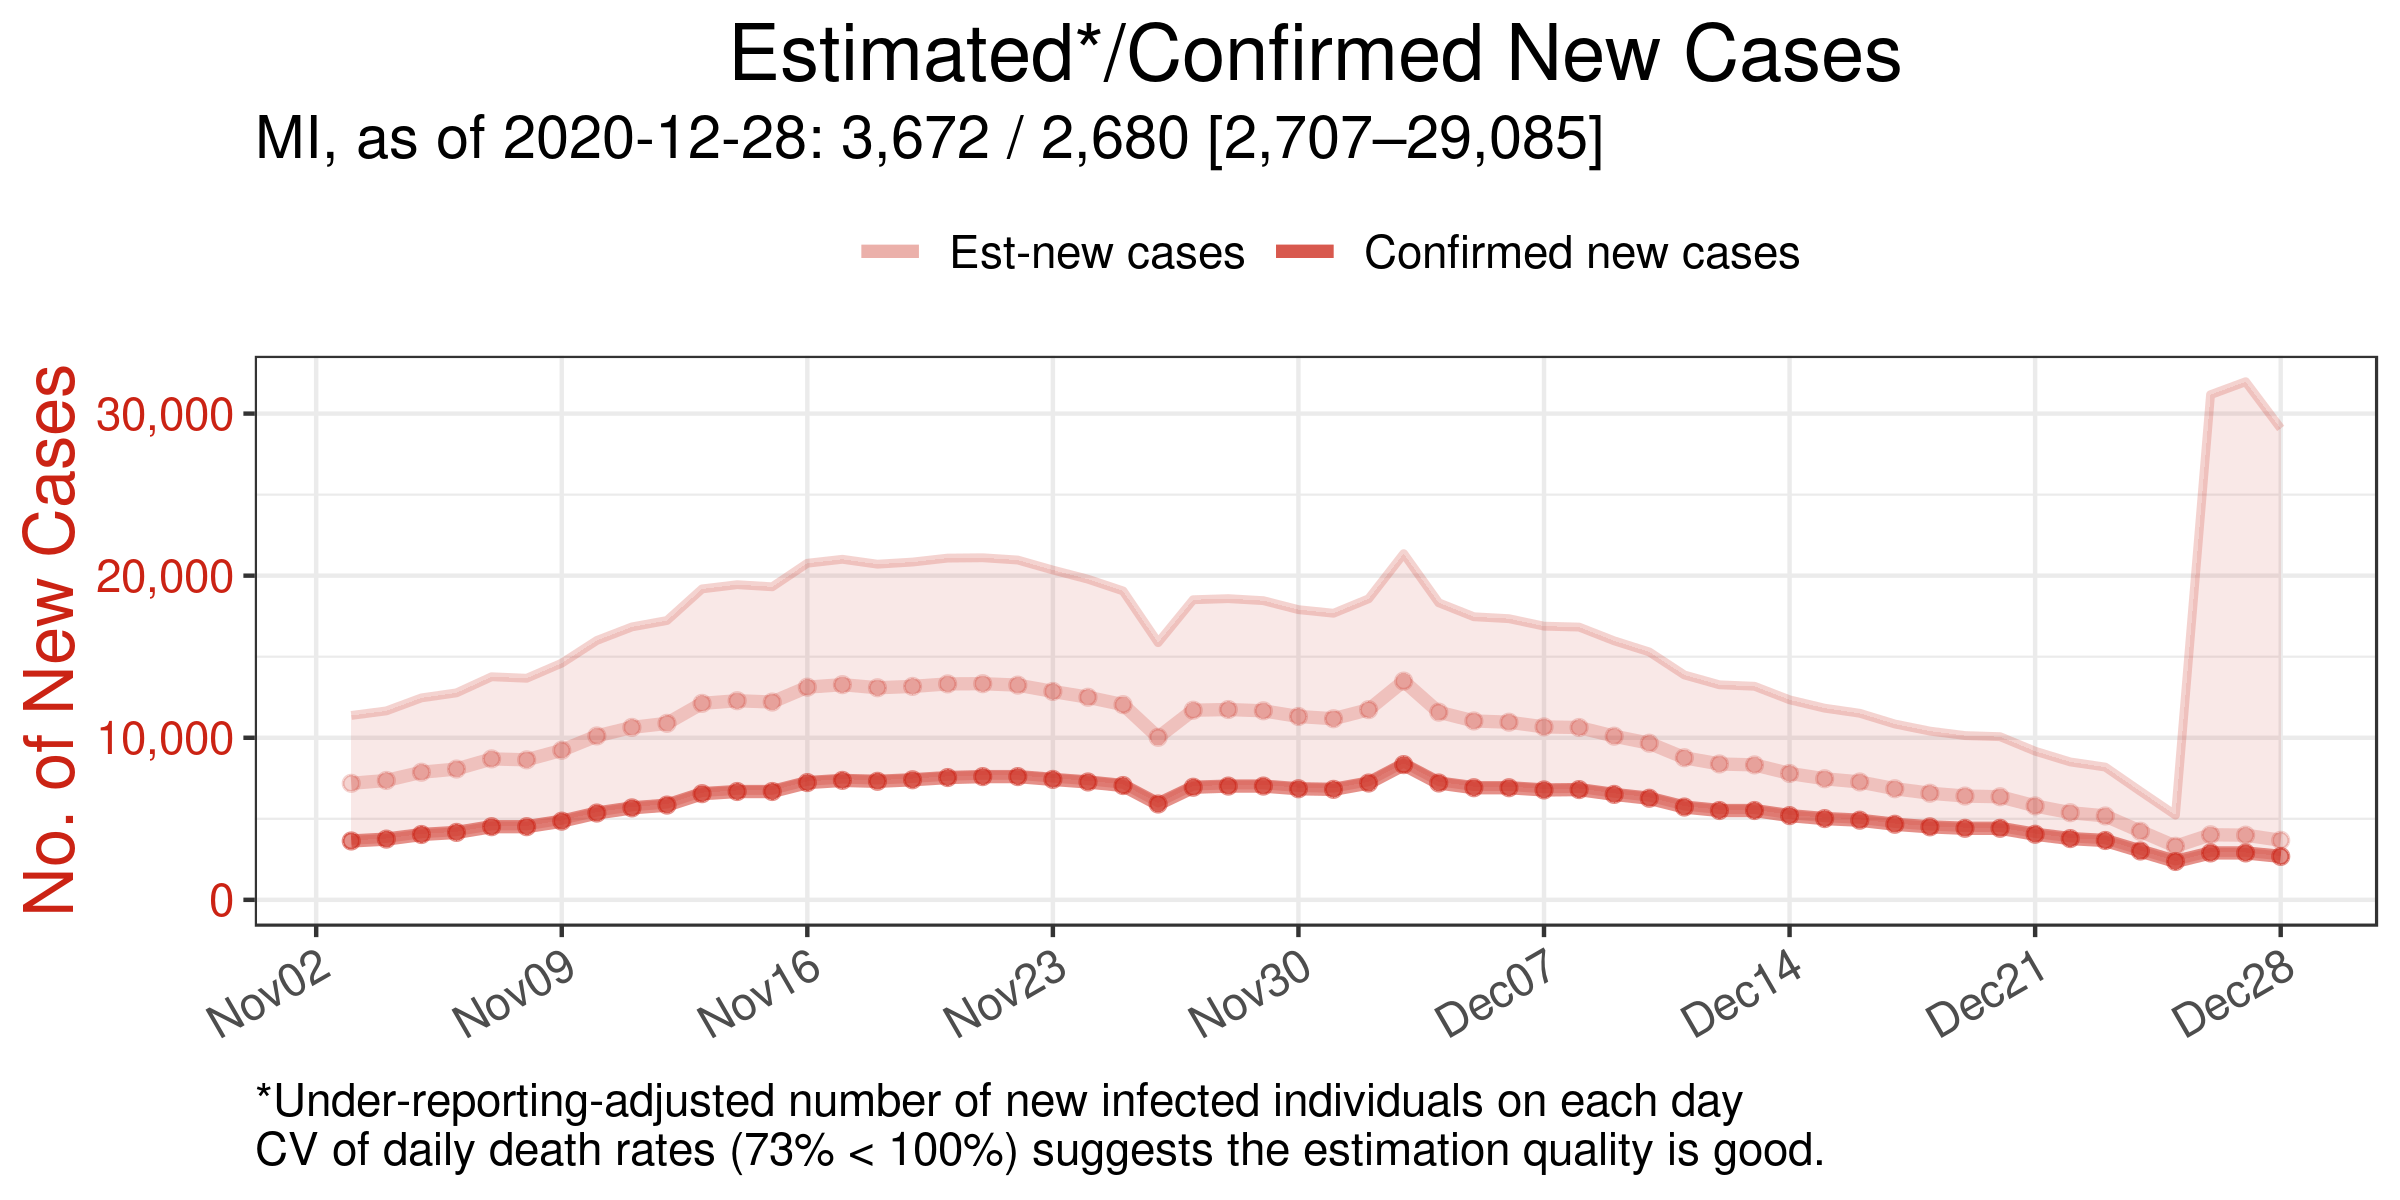 Estimated*/Confirmed New Cases
MI, as of 2020-12-28: 3,672 / 2,680 [2,707–29,085]
Est-new cases
Confirmed new cases
No. of New Cases
30,000
20,000
10,000
0
Nov02
Nov09
Nov16
Nov23
Nov30
Dec07
Dec14
Dec21
Dec28
*Under-reporting-adjusted number of new infected individuals on each day
CV of daily death rates (73% < 100%) suggests the estimation quality is good.